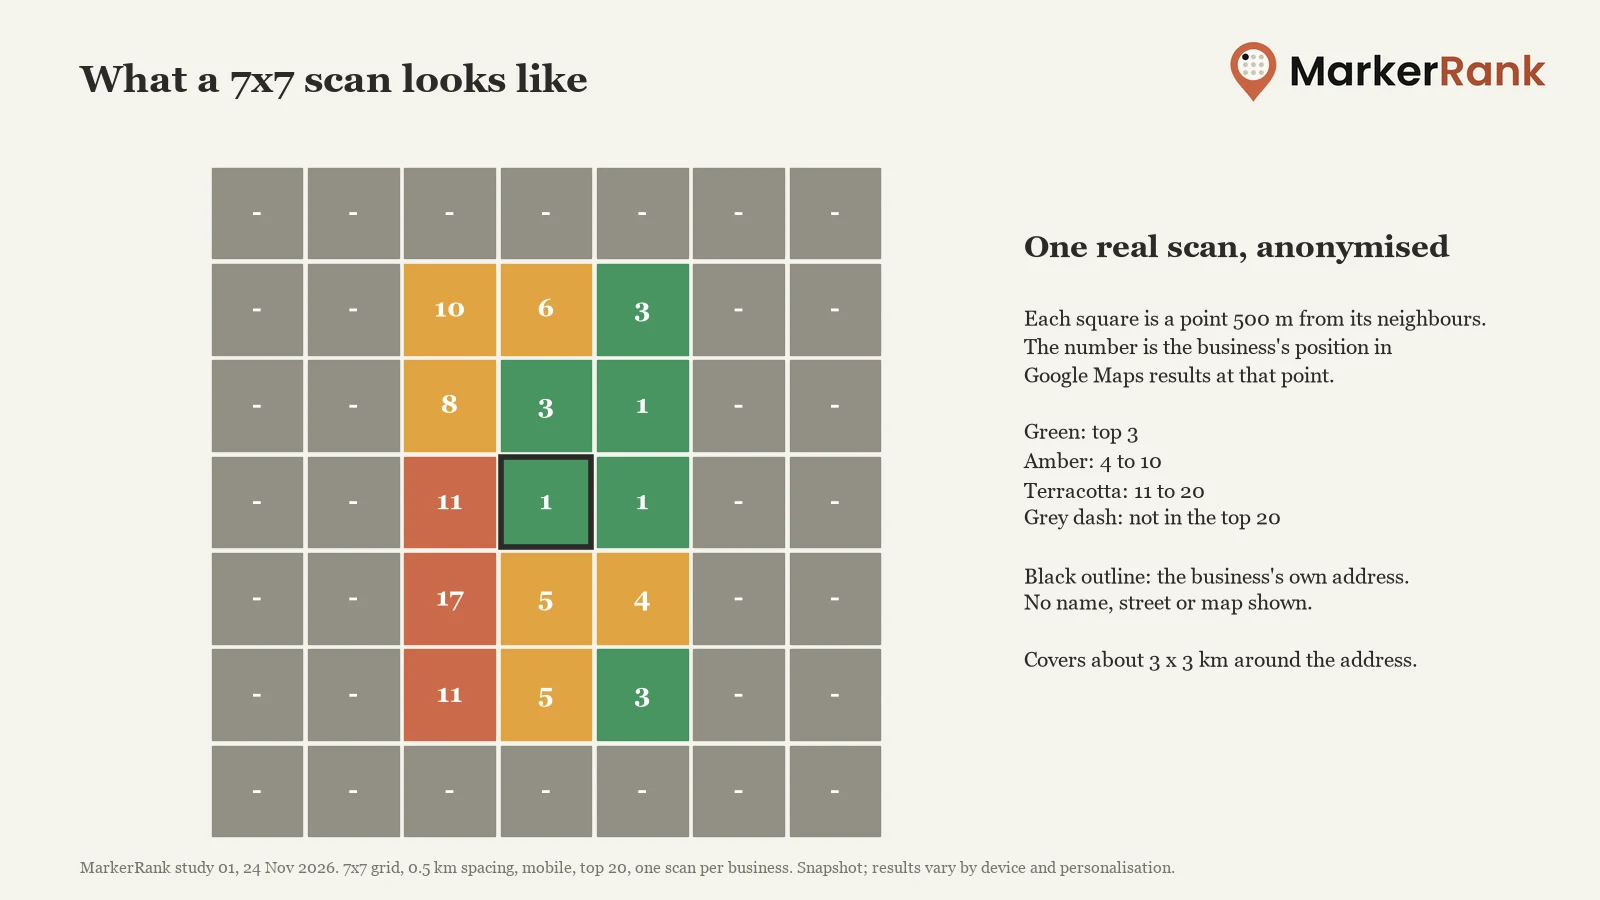 What a 7x7 scan looks like
MarkerRank
- - - - - - -
- - 10 6 3 - -
- - 8 3 1 - -
- - 11 1 1 - -
- - 17 5 4 - -
- - 11 5 3 - -
- - - - - - -
One real scan, anonymised
Each square is a point 500 m from its neighbours.
The number is the business's position in
Google Maps results at that point.
Green: top 3
Amber: 4 to 10
Terracotta: 11 to 20
Grey dash: not in the top 20
Black outline: the business's own address.
No name, street or map shown.
Covers about 3 x 3 km around the address.
MarkerRank study 01, 24 Nov 2026. 7x7 grid, 0.5 km spacing, mobile, top 20, one scan per business. Snapshot; results vary by device and personalisation.